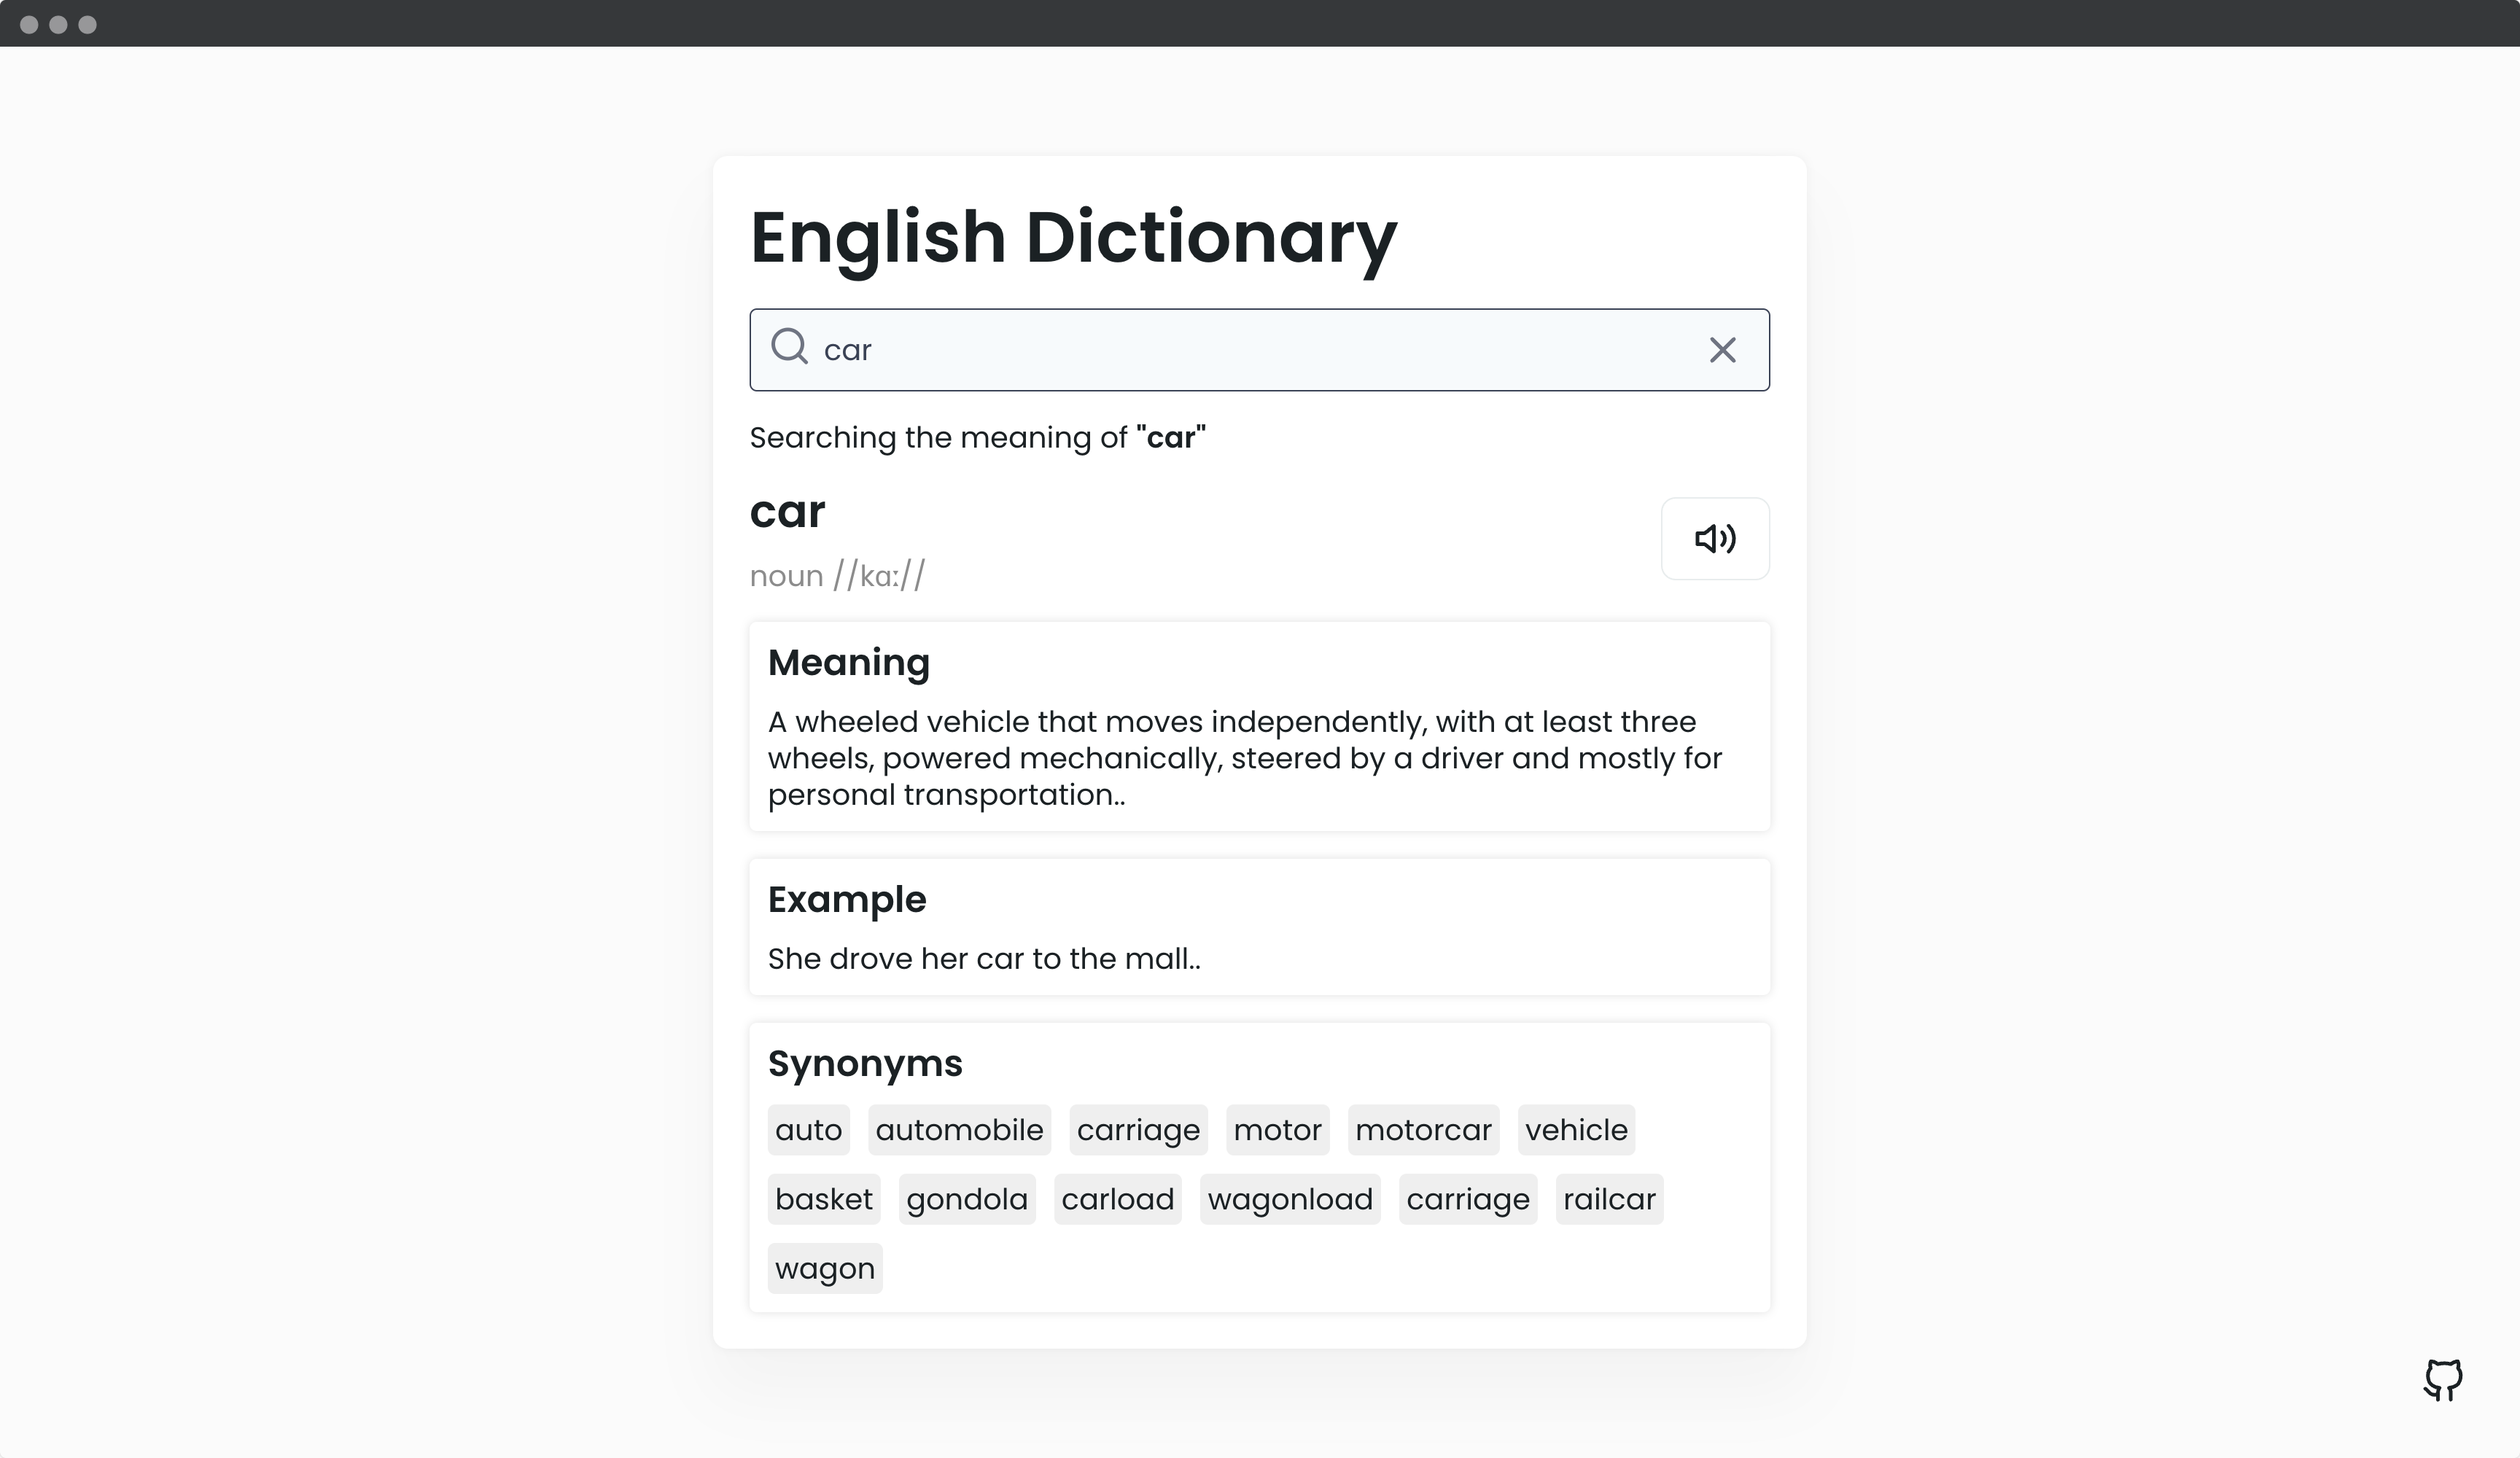 English Dictionary
car
Searching the meaning of "car"
car
noun //kɑː//
Meaning
A wheeled vehicle that moves independently, with at least three
wheels, powered mechanically, steered by a driver and mostly for
personal transportation..
Example
She drove her car to the mall..
Synonyms
auto automobile carriage motor motorcar vehicle
basket gondola carload wagonload carriage railcar
wagon